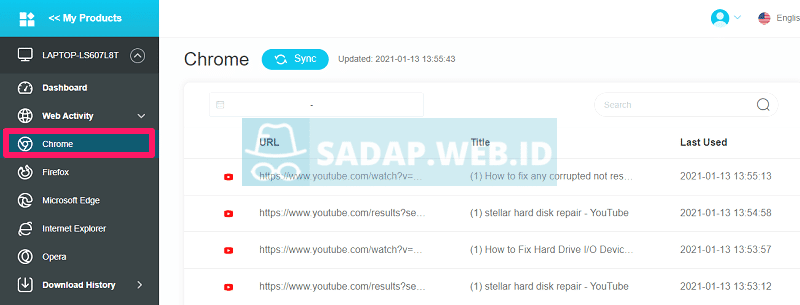 << My Products
Englis
LAPTOP-LS607L8T
Chrome
Sync
Updated: 2021-01-13 13:55:43
Dashboard
Web Activity
Chrome
Firefox
Microsoft Edge
Internet Explorer
Opera
Download History
-
Search
SADAP.WEB.ID
URL
Title
Last Used
https://www.youtube.com/watch?v=...
(1) How to fix any corrupted not res...
2021-01-13 13:55:13
https://www.youtube.com/results?se...
(1) stellar hard disk repair - YouTube
2021-01-13 13:54:58
https://www.youtube.com/watch?v=...
(1) How to Fix Hard Drive I/O Devic...
2021-01-13 13:53:57
https://www.youtube.com/results?se...
(1) stellar hard disk repair - YouTube
2021-01-13 13:53:12